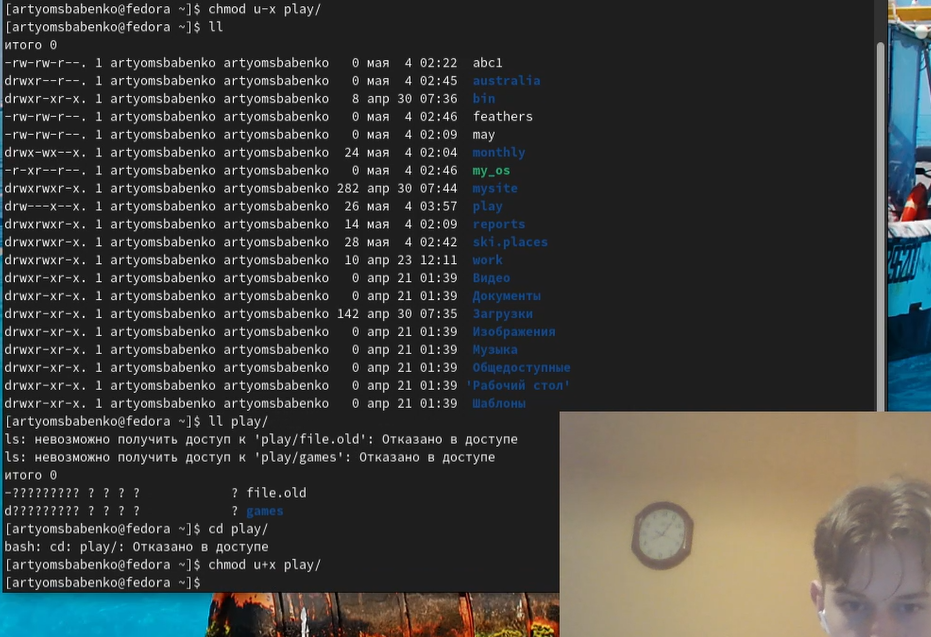 [artyomsbabenko@fedora ~]$ chmod u-x play/
[artyomsbabenko@fedora ~]$ ll
итого 0
-rw-rw-r--. 1 artyomsbabenko artyomsbabenko   0 мая  4 02:22  abc1
drwxr--r--. 1 artyomsbabenko artyomsbabenko   0 мая  4 02:45  australia
drwxr-xr-x. 1 artyomsbabenko artyomsbabenko   8 апр 30 07:36  bin
-rw-rw-r--. 1 artyomsbabenko artyomsbabenko   0 мая  4 02:46  feathers
-rw-rw-r--. 1 artyomsbabenko artyomsbabenko   0 мая  4 02:09  may
drwx-wx--x. 1 artyomsbabenko artyomsbabenko  24 мая  4 02:04  monthly
-r-xr--r--. 1 artyomsbabenko artyomsbabenko   0 мая  4 02:46  my_os
drwxrwxr-x. 1 artyomsbabenko artyomsbabenko 282 апр 30 07:44  mysite
drw---x--x. 1 artyomsbabenko artyomsbabenko  26 мая  4 03:57  play
drwxrwxr-x. 1 artyomsbabenko artyomsbabenko  14 мая  4 02:09  reports
drwxrwxr-x. 1 artyomsbabenko artyomsbabenko  28 мая  4 02:42  ski.places
drwxrwxr-x. 1 artyomsbabenko artyomsbabenko  10 апр 23 12:11  work
drwxr-xr-x. 1 artyomsbabenko artyomsbabenko   0 апр 21 01:39  Видео
drwxr-xr-x. 1 artyomsbabenko artyomsbabenko   0 апр 21 01:39  Документы
drwxr-xr-x. 1 artyomsbabenko artyomsbabenko 142 апр 30 07:35  Загрузки
drwxr-xr-x. 1 artyomsbabenko artyomsbabenko   0 апр 21 01:39  Изображения
drwxr-xr-x. 1 artyomsbabenko artyomsbabenko   0 апр 21 01:39  Музыка
drwxr-xr-x. 1 artyomsbabenko artyomsbabenko   0 апр 21 01:39  Общедоступные
drwxr-xr-x. 1 artyomsbabenko artyomsbabenko   0 апр 21 01:39 'Рабочий стол'
drwxr-xr-x. 1 artyomsbabenko artyomsbabenko   0 апр 21 01:39  Шаблоны
[artyomsbabenko@fedora ~]$ ll play/
ls: невозможно получить доступ к 'play/file.old': Отказано в доступе
ls: невозможно получить доступ к 'play/games': Отказано в доступе
итого 0
-????????? ? ? ? ?            ? file.old
d????????? ? ? ? ?            ? games
[artyomsbabenko@fedora ~]$ cd play/
bash: cd: play/: Отказано в доступе
[artyomsbabenko@fedora ~]$ chmod u+x play/
[artyomsbabenko@fedora ~]$